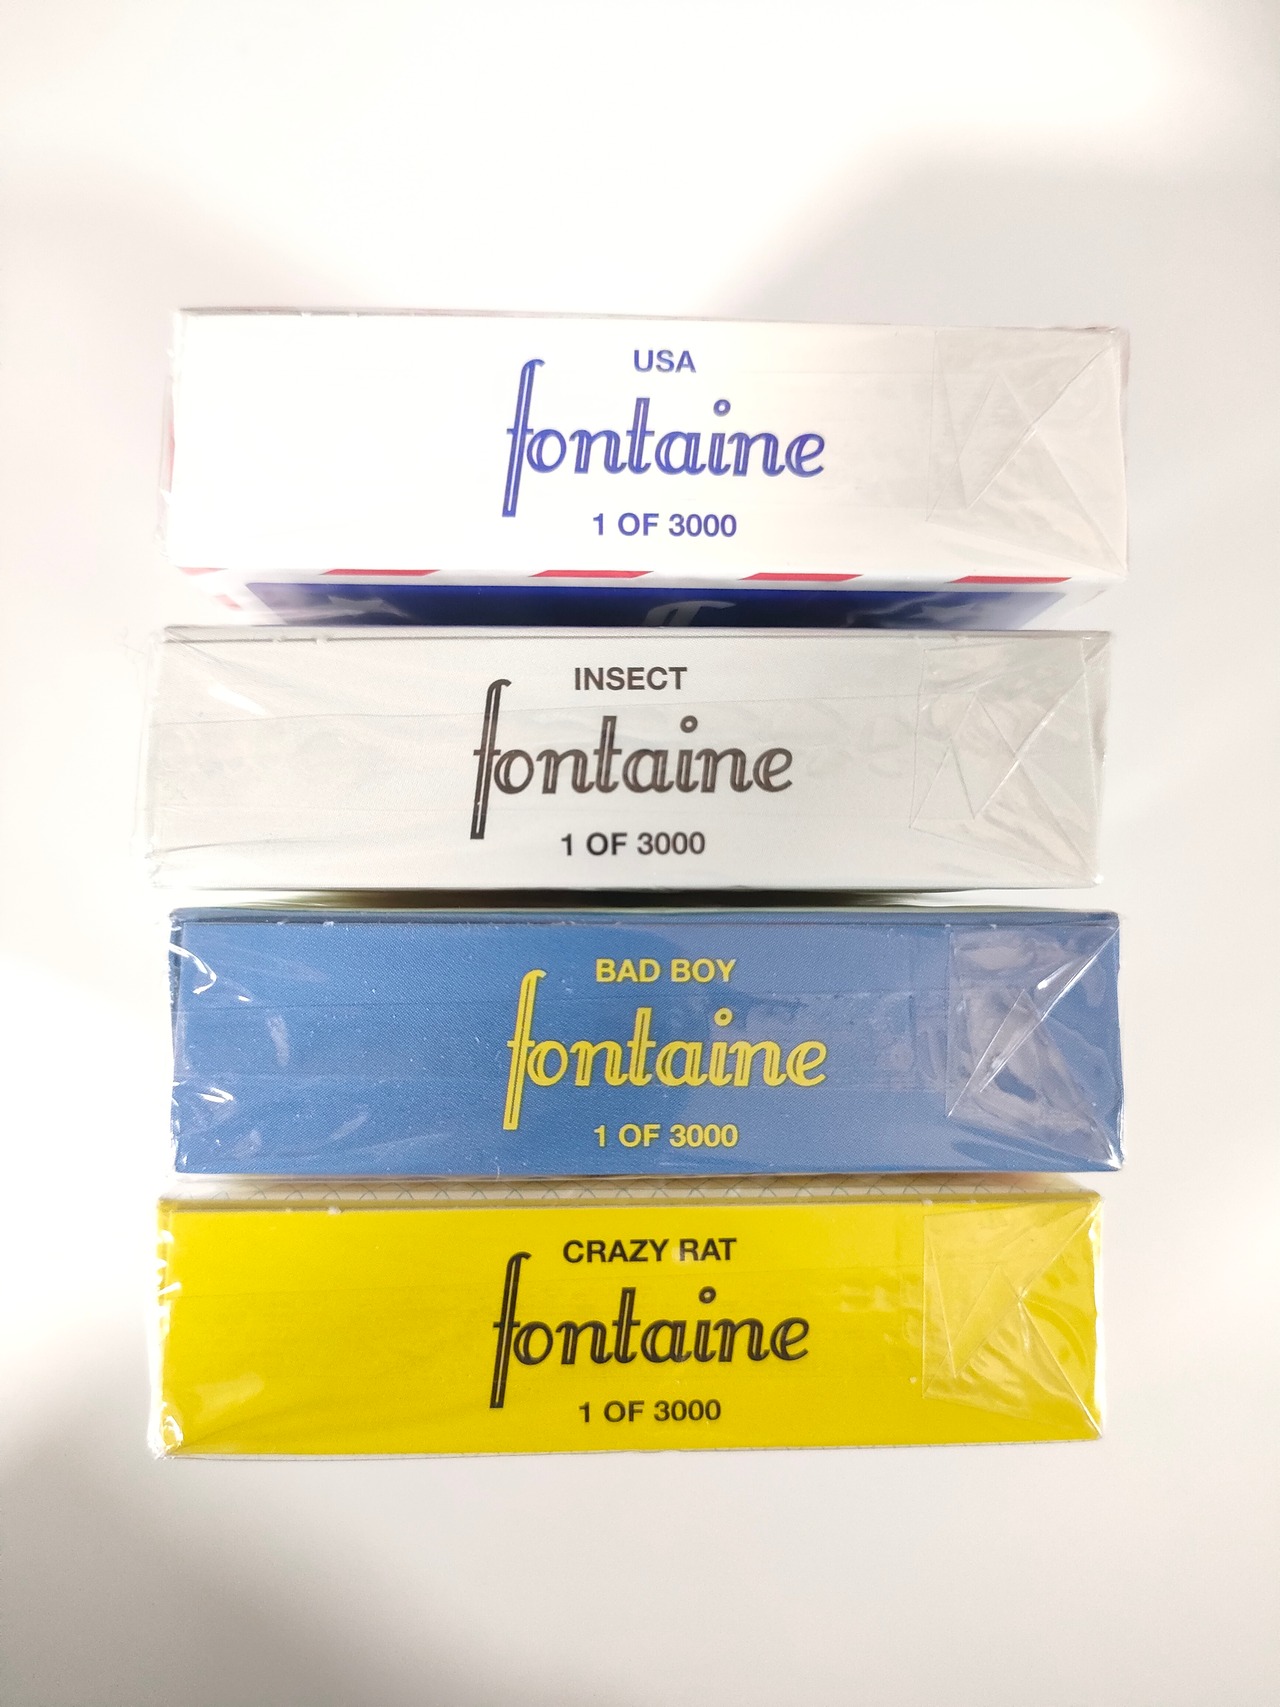 USA
fontaine
1 OF 3000
INSECT
fontaine
1 OF 3000
BAD BOY
fontaine
1 OF 3000
CRAZY RAT
fontaine
1 OF 3000